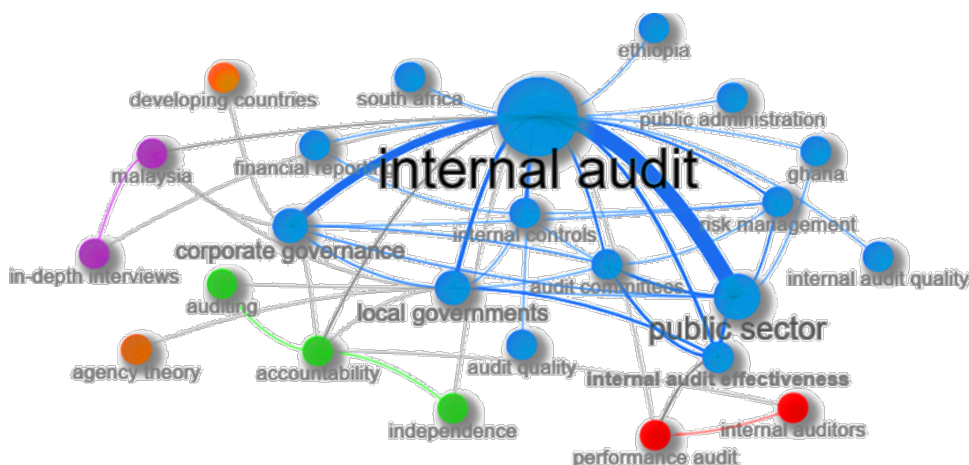 ethiopia
developing countries
south africa
public administration
malaysia
financial reporting
internal audit
ghana
risk management
internal controls
corporate governance
in-depth interviews
audit committees
internal audit quality
auditing
local governments
public sector
agency theory
accountability
audit quality
internal audit effectiveness
independence
internal auditors
performance audit